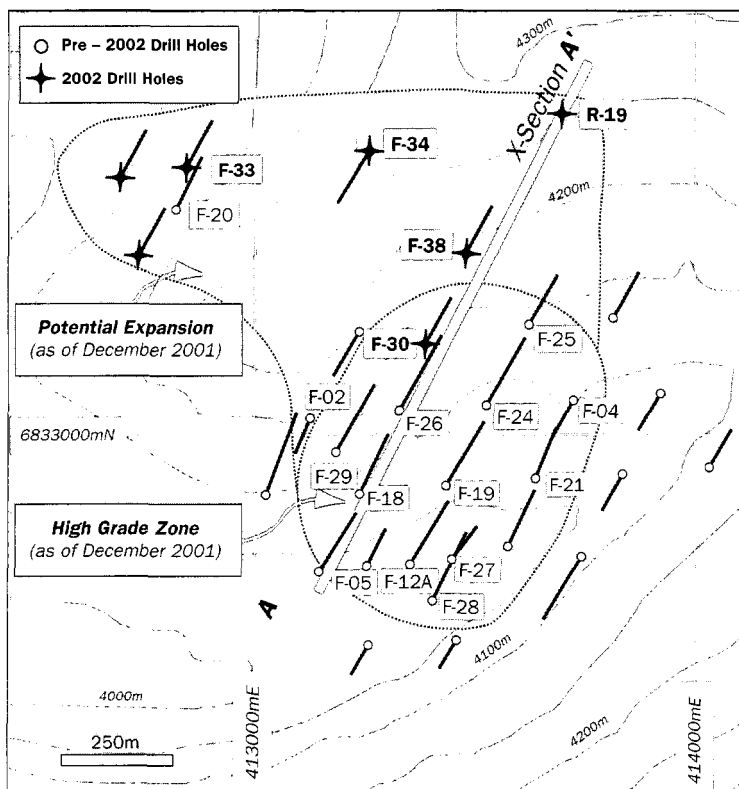 Pre – 2002 Drill Holes
2002 Drill Holes
4300m
X-Section A'
R-19
F-34
F-33
4200m
F-20
F-38
Potential Expansion
(as of December 2001)
F-30
F-25
F-02
F-26
F-24
F-04
6833000mN
F-29
F-18
F-19
F-21
High Grade Zone
(as of December 2001)
F-05
F-12A
F-27
F-28
A
4100m
4000m
250m
413000mE
4200m
414000mE